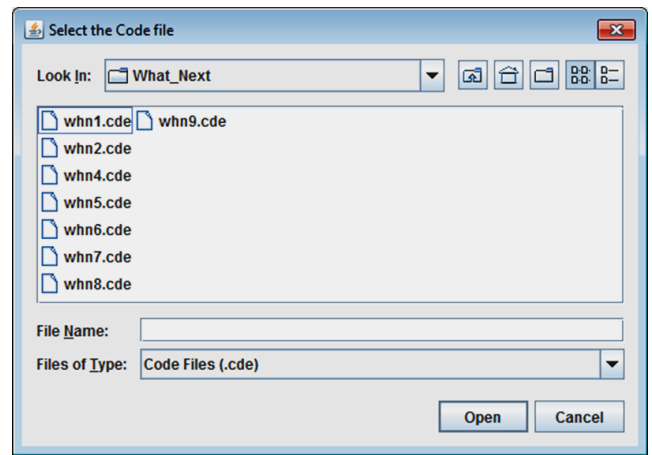 Select the Code file
Look In: What_Next
whn1.cde whn9.cde
whn2.cde
whn4.cde
whn5.cde
whn6.cde
whn7.cde
whn8.cde
File Name:
Files of Type: Code Files (.cde)
Open Cancel